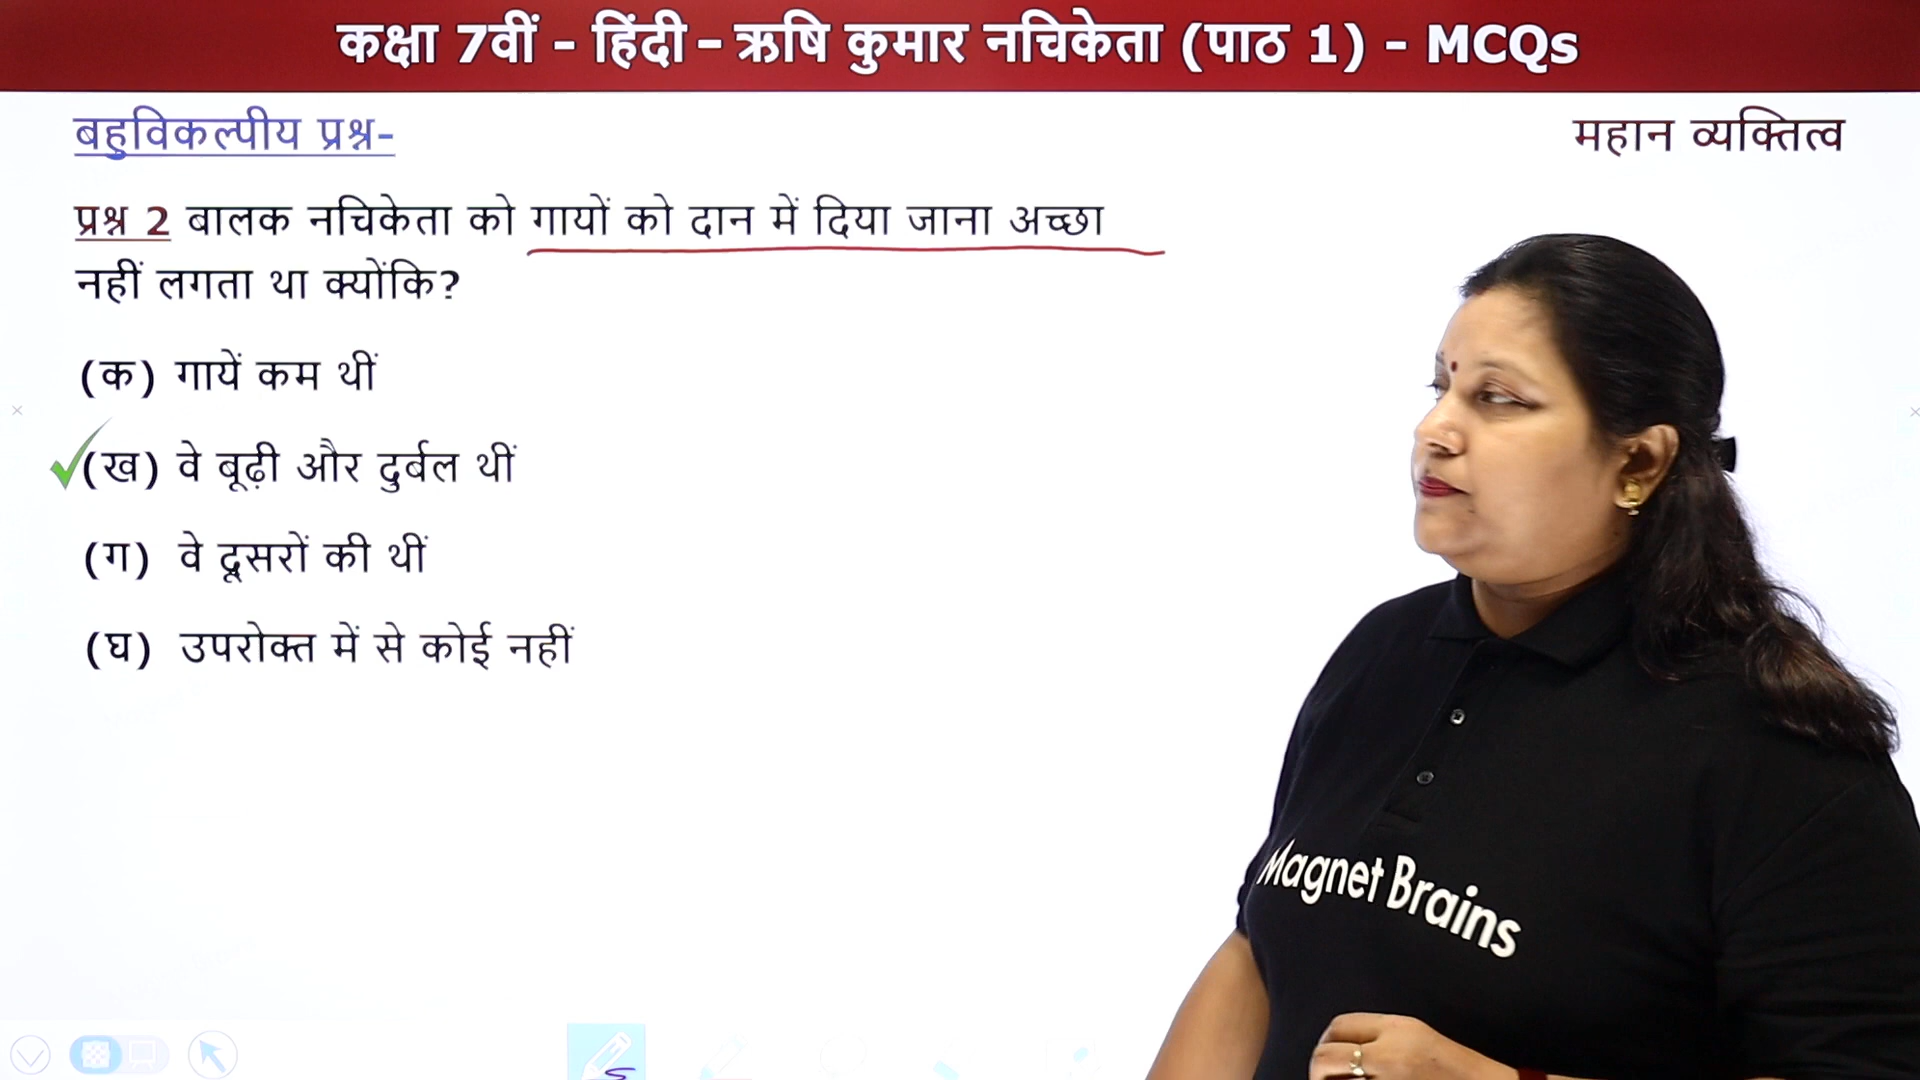 कक्षा 7वीं – हिंदी – ऋषि कुमार नचिकेता (पाठ 1) – MCQs
बहुविकल्पीय प्रश्न-
महान व्यक्तित्व
प्रश्न 2 बालक नचिकेता को गायों को दान में दिया जाना अच्छा
नहीं लगता था क्योंकि?
(क) गायें कम थीं
(ख) वे बूढ़ी और दुर्बल थीं
(ग) वे दूसरों की थीं
(घ) उपरोक्त में से कोई नहीं
Magnet Brains